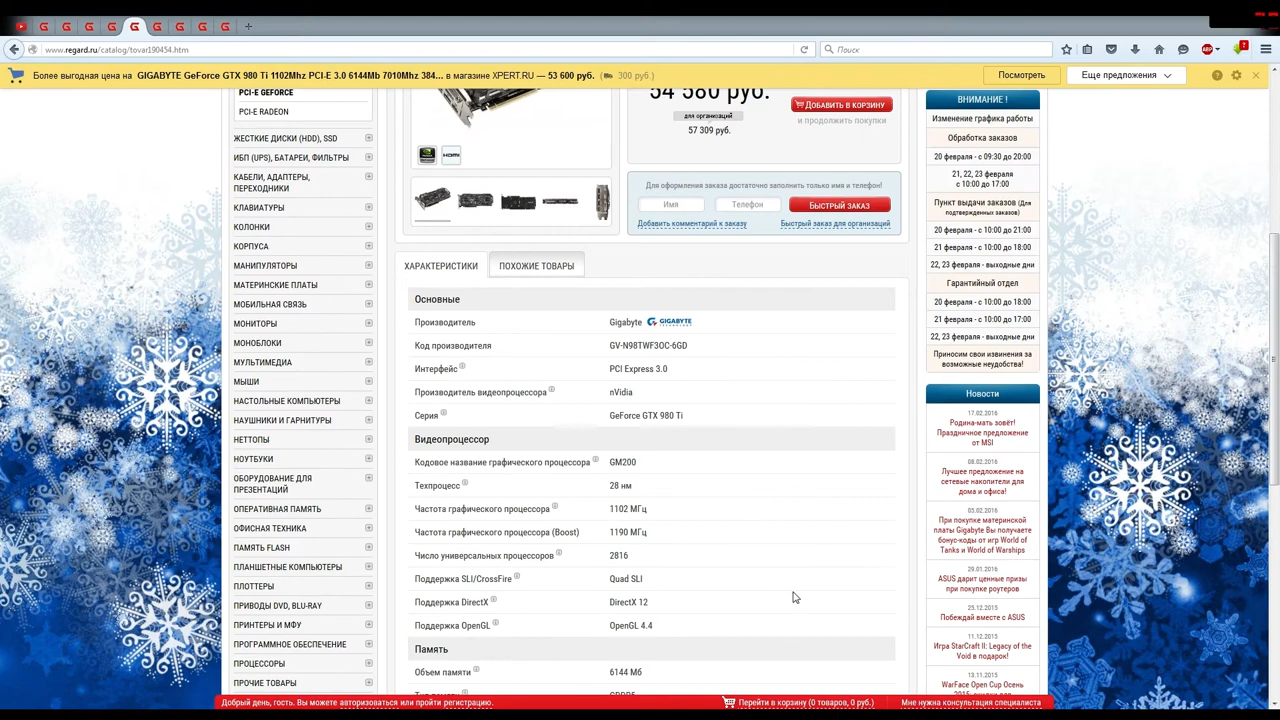 www.regard.ru/catalog/tovar190454.htm
Поиск
Более выгодная цена на GIGABYTE GeForce GTX 980 Ti 1102Mhz PCI-E 3.0 6144Mb 7010Mhz 384... в магазине XPERT.RU — 53 600 руб. ( 300 руб.)
Посмотреть
Еще предложения
PCI-E GEFORCE
PCI-E RADEON
ЖЕСТКИЕ ДИСКИ (HDD), SSD
ИБП (UPS), БАТАРЕИ, ФИЛЬТРЫ
КАБЕЛИ, АДАПТЕРЫ,
ПЕРЕХОДНИКИ
КЛАВИАТУРЫ
КОЛОНКИ
КОРПУСА
МАНИПУЛЯТОРЫ
МАТЕРИНСКИЕ ПЛАТЫ
МОБИЛЬНАЯ СВЯЗЬ
МОНИТОРЫ
МОНОБЛОКИ
МУЛЬТИМЕДИА
МЫШИ
НАСТОЛЬНЫЕ КОМПЬЮТЕРЫ
НАУШНИКИ И ГАРНИТУРЫ
НЕТТОПЫ
НОУТБУКИ
ОБОРУДОВАНИЕ ДЛЯ
ПРЕЗЕНТАЦИЙ
ОПЕРАТИВНАЯ ПАМЯТЬ
ОФИСНАЯ ТЕХНИКА
ПАМЯТЬ FLASH
ПЛАНШЕТНЫЕ КОМПЬЮТЕРЫ
ПЛОТТЕРЫ
ПРИВОДЫ DVD, BLU-RAY
ПРИНТЕРЫ И МФУ
ПРОГРАММНОЕ ОБЕСПЕЧЕНИЕ
ПРОЦЕССОРЫ
ПРОЧИЕ ТОВАРЫ
HDMI
54 580 руб.
для организаций
57 309 руб.
ДОБАВИТЬ В КОРЗИНУ
и продолжить покупки
Для оформления заказа достаточно заполнить только имя и телефон!
Имя
Телефон
БЫСТРЫЙ ЗАКАЗ
Добавить комментарий к заказу
Быстрый заказ для организаций
ХАРАКТЕРИСТИКИ
ПОХОЖИЕ ТОВАРЫ
Основные
Производитель Gigabyte GIGABYTE
Код производителя GV-N98TWF3OC-6GD
Интерфейс PCI Express 3.0
Производитель видеопроцессора nVidia
Серия GeForce GTX 980 Ti
Видеопроцессор
Кодовое название графического процессора GM200
Техпроцесс 28 нм
Частота графического процессора 1102 МГц
Частота графического процессора (Boost) 1190 МГц
Число универсальных процессоров 2816
Поддержка SLI/CrossFire Quad SLI
Поддержка DirectX DirectX 12
Поддержка OpenGL OpenGL 4.4
Память
Объем памяти 6144 Мб
ВНИМАНИЕ !
Изменение графика работы
Обработка заказов
20 февраля - с 09:30 до 20:00
21, 22, 23 февраля
с 10:00 до 17:00
Пункт выдачи заказов (Для
подтвержденных заказов)
20 февраля - с 10:00 до 21:00
21 февраля - с 10:00 до 18:00
22, 23 февраля - выходные дни
Гарантийный отдел
20 февраля - с 10:00 до 18:00
21 февраля - с 10:00 до 17:00
22, 23 февраля - выходные дни
Приносим свои извинения за
возможные неудобства!
Новости
17.02.2016
Родина-мать зовёт!
Праздничное предложение
от MSI
08.02.2016
Лучшее предложение на
сетевые накопители для
дома и офиса!
03.02.2016
При покупке материнской
платы Gigabyte Вы получаете
бонус-коды от игр World of
Tanks и World of Warships
29.01.2016
ASUS дарит ценные призы
при покупке роутеров
25.12.2015
Побеждай вместе с ASUS
11.12.2015
Игра StarCraft II: Legacy of the
Void в подарок!
13.11.2015
WarFace Open Cup Осень
Добрый день, гость. Вы можете авторизоваться или пройти регистрацию.
Перейти в корзину (0 товаров, 0 руб.)
Мне нужна консультация специалиста